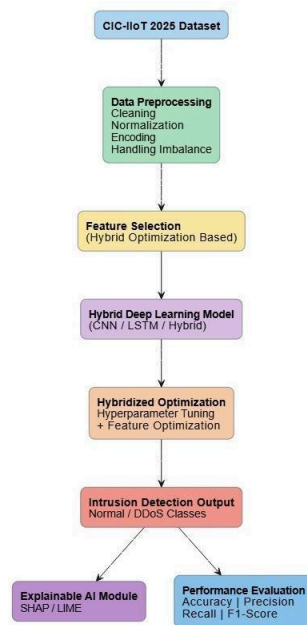 CIC-IIoT 2025 Dataset
Data Preprocessing
Cleaning
Normalization
Encoding
Handling Imbalance
Feature Selection
(Hybrid Optimization Based)
Hybrid Deep Learning Model
(CNN / LSTM / Hybrid)
Hybridized Optimization
Hyperparameter Tuning
+ Feature Optimization
Intrusion Detection Output
Normal / DDoS Classes
Explainable AI Module
SHAP / LIME
Performance Evaluation
Accuracy | Precision
Recall | F1-Score